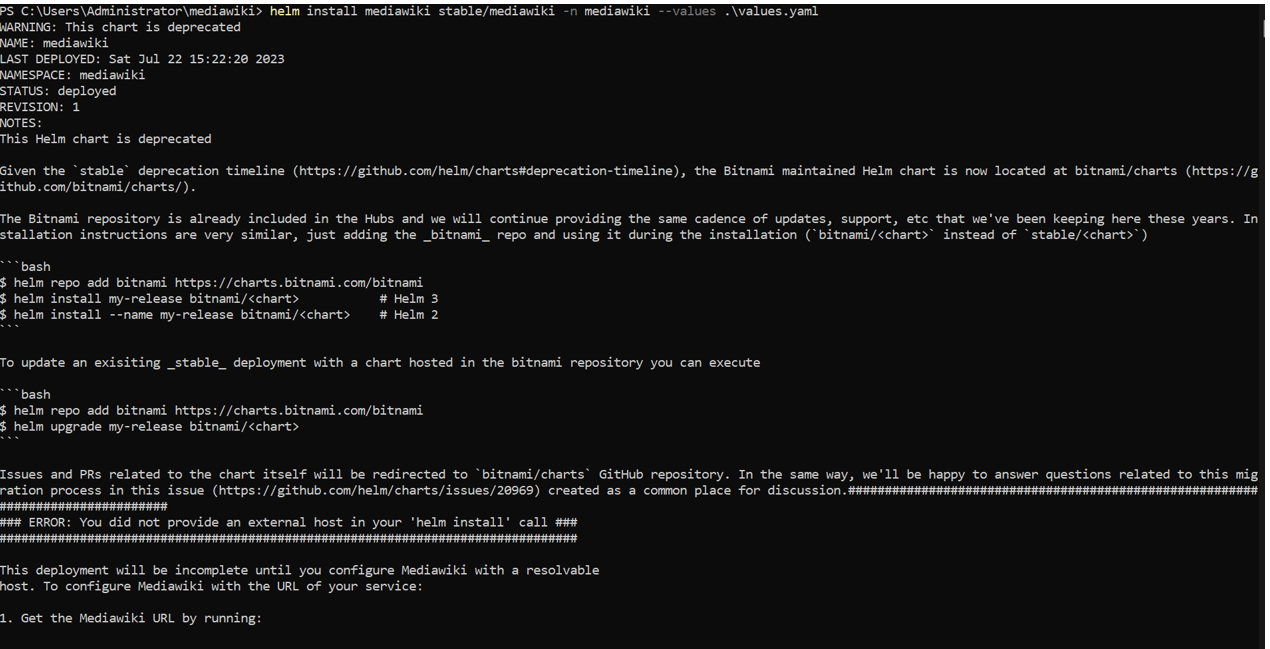 PS C:\Users\Administrator\mediawiki> helm install mediawiki stable/mediawiki -n mediawiki --values .\values.yaml
WARNING: This chart is deprecated
NAME: mediawiki
LAST DEPLOYED: Sat Jul 22 15:22:20 2023
NAMESPACE: mediawiki
STATUS: deployed
REVISION: 1
NOTES:
This Helm chart is deprecated

Given the `stable` deprecation timeline (https://github.com/helm/charts#deprecation-timeline), the Bitnami maintained Helm chart is now located at bitnami/charts (https://g
ithub.com/bitnami/charts/).

The Bitnami repository is already included in the Hubs and we will continue providing the same cadence of updates, support, etc that we've been keeping here these years. In
stallation instructions are very similar, just adding the _bitnami_ repo and using it during the installation (`bitnami/<chart>` instead of `stable/<chart>`)

```bash
$ helm repo add bitnami https://charts.bitnami.com/bitnami
$ helm install my-release bitnami/<chart>           # Helm 3
$ helm install --name my-release bitnami/<chart>    # Helm 2
```

To update an exisiting _stable_ deployment with a chart hosted in the bitnami repository you can execute

```bash
$ helm repo add bitnami https://charts.bitnami.com/bitnami
$ helm upgrade my-release bitnami/<chart>
```

Issues and PRs related to the chart itself will be redirected to `bitnami/charts` GitHub repository. In the same way, we'll be happy to answer questions related to this mig
ration process in this issue (https://github.com/helm/charts/issues/20969) created as a common place for discussion.########################################################
#######################
### ERROR: You did not provide an external host in your 'helm install' call ###
###############################################################################

This deployment will be incomplete until you configure Mediawiki with a resolvable
host. To configure Mediawiki with the URL of your service:

1. Get the Mediawiki URL by running: